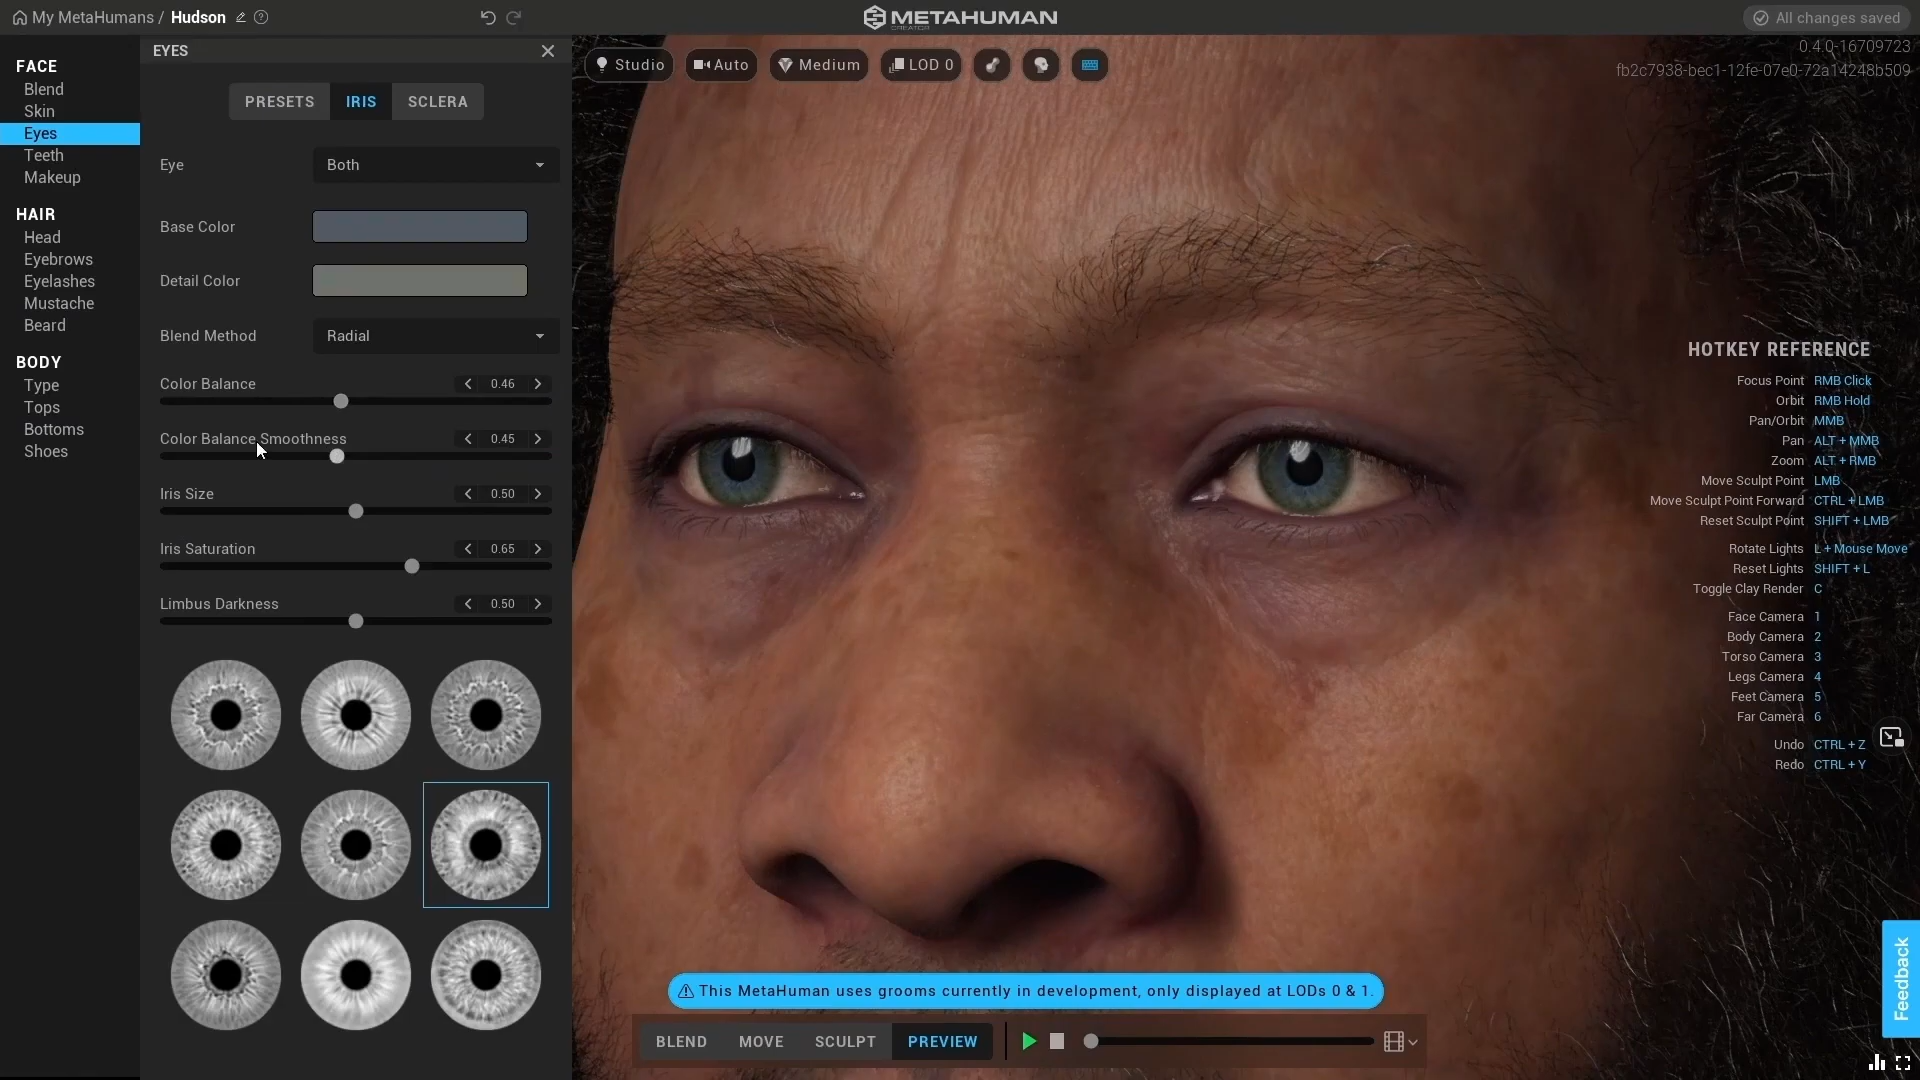 My MetaHumans / Hudson
METAHUMAN
CREATOR
All changes saved
FACE
Blend
Skin
Eyes
Teeth
Makeup
HAIR
Head
Eyebrows
Eyelashes
Mustache
Beard
BODY
Type
Tops
Bottoms
Shoes
EYES
PRESETS IRIS SCLERA
Eye Both
Base Color
Detail Color
Blend Method Radial
Color Balance 0.46
Color Balance Smoothness 0.45
Iris Size 0.50
Iris Saturation 0.65
Limbus Darkness 0.50
Studio Auto Medium LOD 0
0.4.0-16709723
fb2c7938-bec1-12fe-07e0-72a14248b509
HOTKEY REFERENCE
Focus Point RMB Click
Orbit RMB Hold
Pan/Orbit MMB
Pan ALT + MMB
Zoom ALT + RMB
Move Sculpt Point LMB
Move Sculpt Point Forward CTRL + LMB
Reset Sculpt Point SHIFT + LMB
Rotate Lights L + Mouse Move
Reset Lights SHIFT + L
Toggle Clay Render C
Face Camera 1
Body Camera 2
Torso Camera 3
Legs Camera 4
Feet Camera 5
Far Camera 6
Undo CTRL + Z
Redo CTRL + Y
Feedback
This MetaHuman uses grooms currently in development, only displayed at LODs 0 & 1.
BLEND MOVE SCULPT PREVIEW